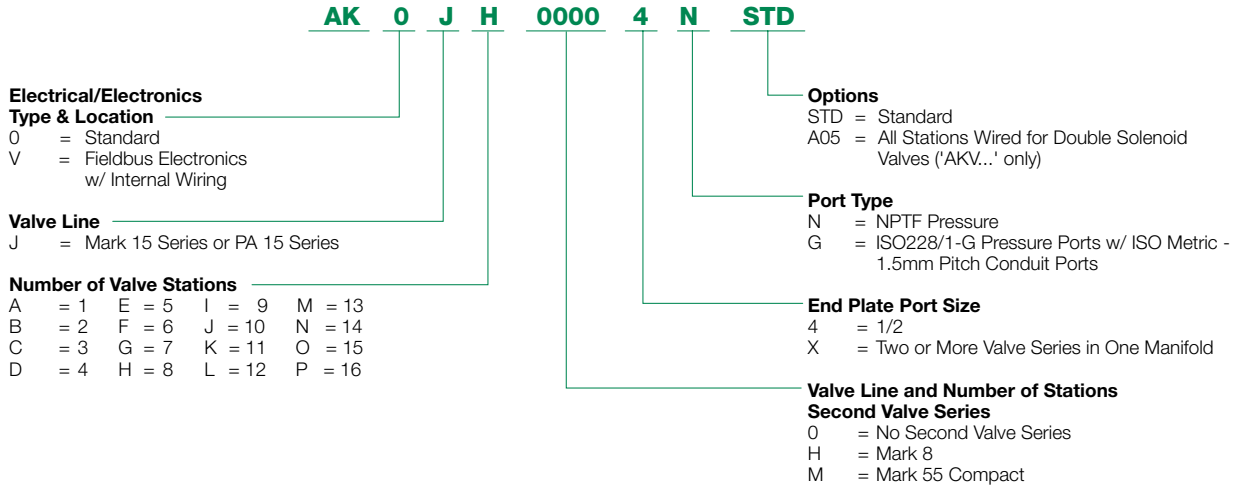 AK 0 J H 0000 4 N STD
Electrical/Electronics
Type & Location
0 = Standard
V = Fieldbus Electronics
w/ Internal Wiring
Valve Line
J = Mark 15 Series or PA 15 Series
Number of Valve Stations
A = 1 E = 5 I = 9 M = 13
B = 2 F = 6 J = 10 N = 14
C = 3 G = 7 K = 11 O = 15
D = 4 H = 8 L = 12 P = 16
Options
STD = Standard
A05 = All Stations Wired for Double Solenoid
Valves ('AKV...' only)
Port Type
N = NPTF Pressure
G = ISO228/1-G Pressure Ports w/ ISO Metric -
1.5mm Pitch Conduit Ports
End Plate Port Size
4 = 1/2
X = Two or More Valve Series in One Manifold
Valve Line and Number of Stations
Second Valve Series
0 = No Second Valve Series
H = Mark 8
M = Mark 55 Compact